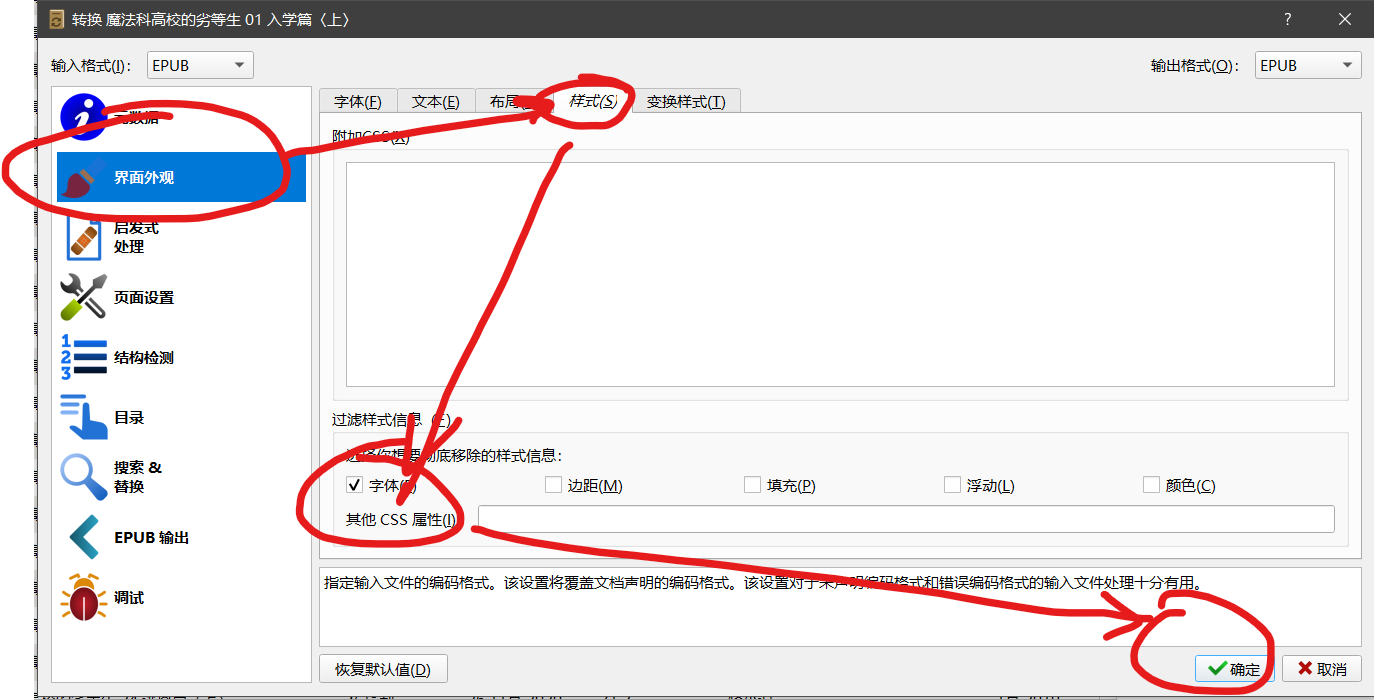 转换 魔法科高校的劣等生 01 入学篇〈上〉
输入格式(I): EPUB
输出格式(O): EPUB
元数据
界面外观
启发式
处理
页面设置
结构检测
目录
搜索 &
替换
EPUB 输出
调试
字体(F) 文本(E) 布局 样式(S) 变换样式(T)
附加CSS(X)
过滤样式信息 (F)
选择你想要彻底移除的样式信息:
字体 边距(M) 填充(P) 浮动(L) 颜色(C)
其他 CSS 属性(I)
指定输入文件的编码格式。该设置将覆盖文档声明的编码格式。该设置对于未声明编码格式和错误编码格式的输入文件处理十分有用。
恢复默认值(D) 确定 取消